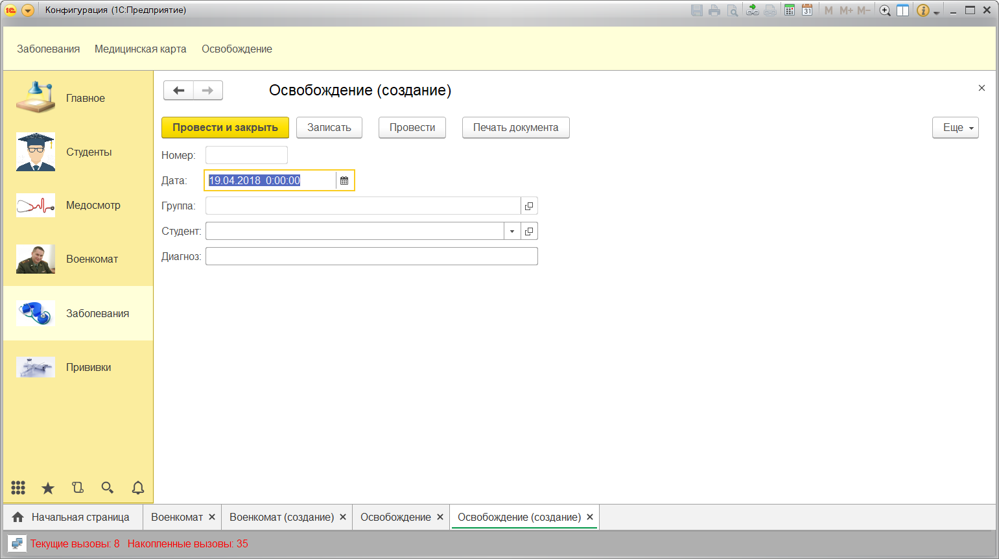 Конфигурация (1С:Предприятие)
31 M M+ M−
Заболевания Медицинская карта Освобождение
Главное
Студенты
Медосмотр
Военкомат
Заболевания
Прививки
Освобождение (создание)
Провести и закрыть Записать Провести Печать документа Еще
Номер:
Дата: 19.04.2018 0:00:00
Группа:
Студент:
Диагноз:
Начальная страница Военкомат Военкомат (создание) Освобождение Освобождение (создание)
Текущие вызовы: 8 Накопленные вызовы: 35